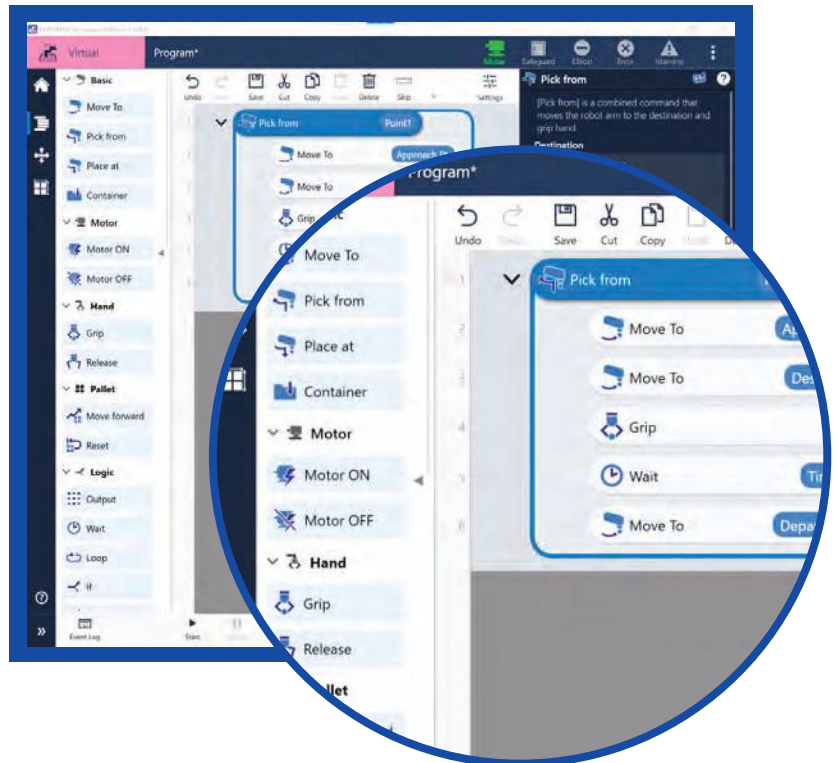 Virtual
Program*
Motor
Safeguard
EStop
Error
Warning
Basic
Move To
Pick from
Place at
Container
Motor
Motor ON
Motor OFF
Hand
Grip
Release
Pallet
Move forward
Reset
Logic
Output
Wait
Loop
If
Event Log
Undo
Save
Cut
Copy
Delete
Skip
Settings
Pick from
Point1
Move To
Approach
Move To
Grip
Start
Pick from
[Pick from] is a combined command that
moves the robot arm to the destination and
grip hand.
Destination
Program*
Undo
Save
Cut
Copy
Move To
Pick from
Place at
Container
Motor
Motor ON
Motor OFF
Hand
Grip
Release
1
Pick from
2
Move To
3
Move To
Des
4
Grip
5
Wait
6
Move To
Depa